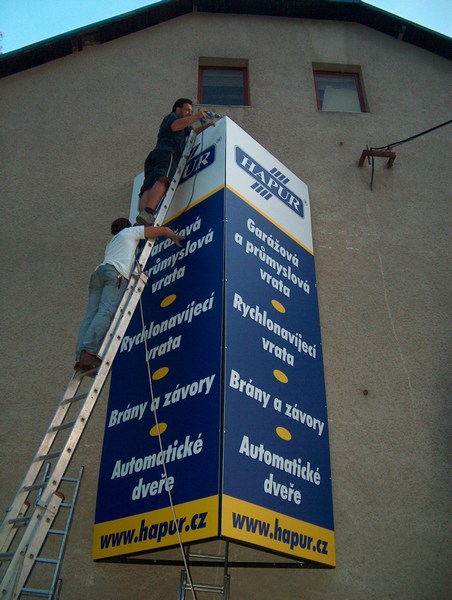 HAPUR
Garážová
a průmyslová
vrata
Rychlonavíjecí
vrata
Brány a závory
Automatické
dveře
www.hapur.cz
HAPUR
Garážová
a průmyslová
vrata
Rychlonavíjecí
vrata
Brány a závory
Automatické
dveře
www.hapur.cz